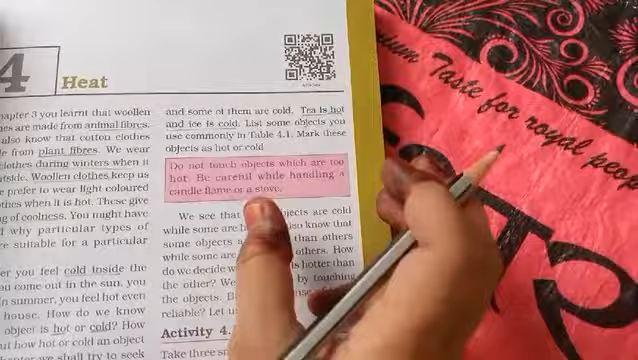 4
Heat
hapter 3 you learnt that woollen
es are made from animal fibres.
also know that cotton clothes
e from plant fibres. We wear
clothes during winters when it
utside. Woollen clothes keep us
e prefer to wear light coloured
othes when it is hot. These give
ng of coolness. You might have
d why particular types of
re suitable for a particular
er you feel cold inside the
ou come out in the sun, you
n summer, you feel hot even
house. How do we know
object is hot or cold? How
ut how hot or cold an object
apter we shall try to seek
and some of them are cold. Tea is hot
and ice is cold. List some objects you
use commonly in Table 4.1. Mark these
objects as hot or cold.
Do not touch objects which are too
hot. Be careful while handling a
candle flame or a stove.
We see that jects are cold
while some are h lso know that
some objects a than others
while some are others. How
do we decide w is hotter than
the other? We by touching
the objects. B
reliable? Let u
Activity 4.
Take three sm
Taste for royal peop